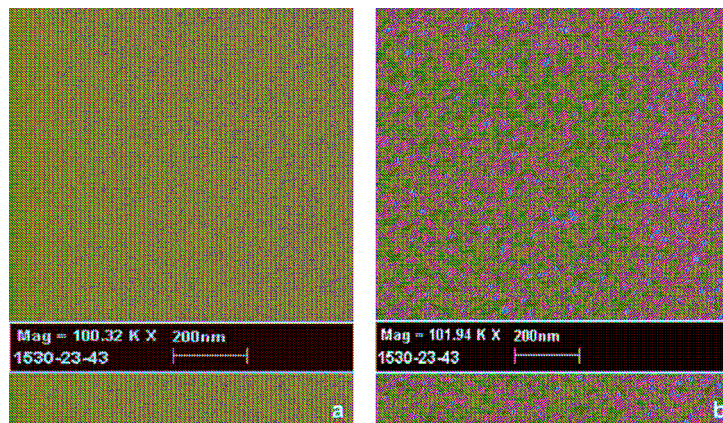 Mag = 100.32 K X 200nm
1530-23-43
a
Mag = 101.94 K X 200nm
1530-23-43
b